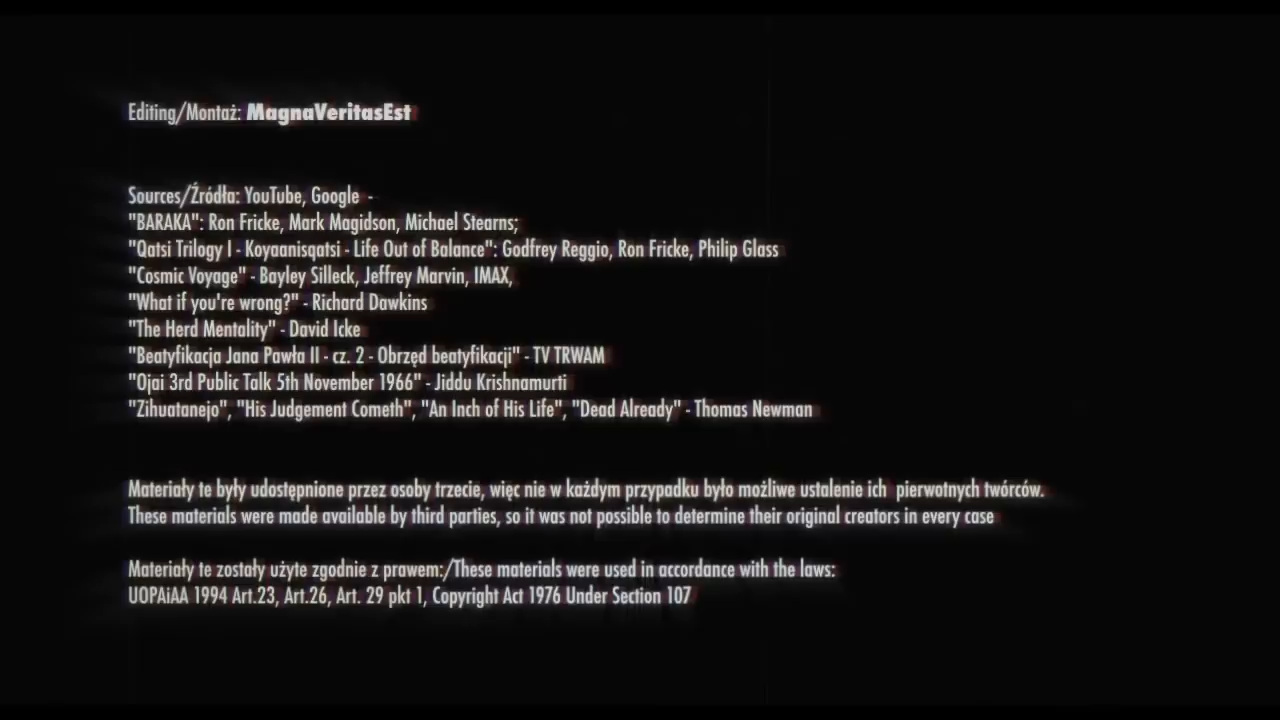 Editing/Montaż: MagnaVeritasEst
Sources/Źródła: YouTube, Google -
"BARAKA": Ron Fricke, Mark Magidson, Michael Stearns;
"Qatsi Trilogy I - Koyaanisqatsi - Life Out of Balance": Godfrey Reggio, Ron Fricke, Philip Glass
"Cosmic Voyage" - Bayley Silleck, Jeffrey Marvin, IMAX,
"What if you're wrong?" - Richard Dawkins
"The Herd Mentality" - David Icke
"Beatyfikacja Jana Pawła II - cz. 2 - Obrzęd beatyfikacji" - TV TRWAM
"Ojai 3rd Public Talk 5th November 1966" - Jiddu Krishnamurti
"Zihuatanejo", "His Judgement Cometh", "An Inch of His Life", "Dead Already" - Thomas Newman
Materiały te były udostępnione przez osoby trzecie, więc nie w każdym przypadku było możliwe ustalenie ich pierwotnych twórców.
These materials were made available by third parties, so it was not possible to determine their original creators in every case
Materiały te zostały użyte zgodnie z prawem:/These materials were used in accordance with the laws:
UOPAiAA 1994 Art.23, Art.26, Art. 29 pkt 1, Copyright Act 1976 Under Section 107